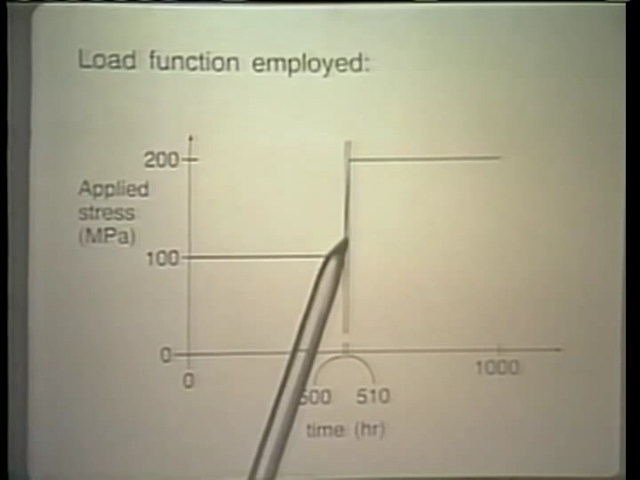 Load function employed:
200
Applied
stress
(MPa)
100
0
0
1000
500 510
time (hr)